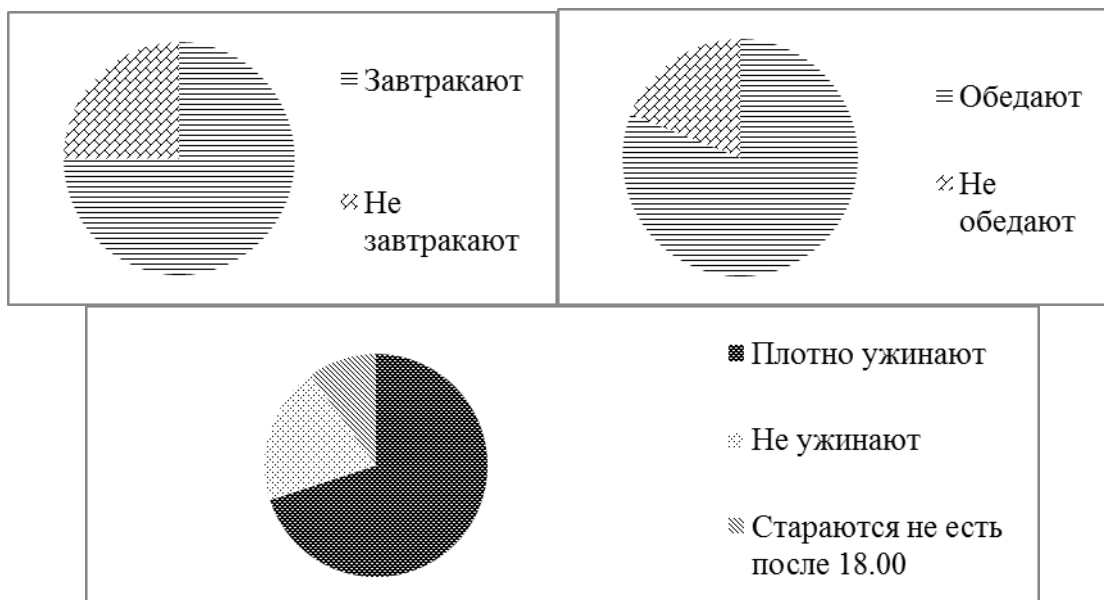 Завтракают
Не
завтракают
Обедают
Не
обедают
Плотно ужинают
Не ужинают
Стараются не есть
после 18.00